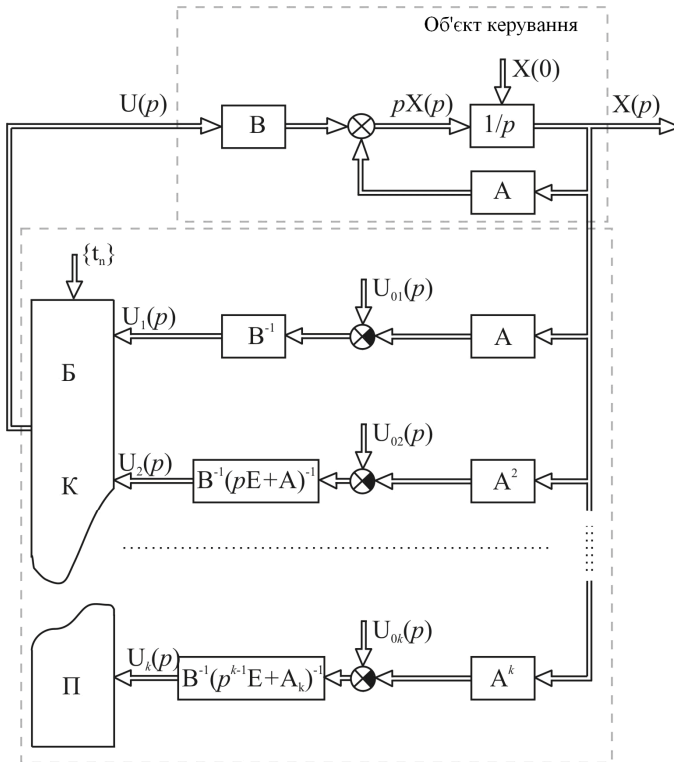 Об'єкт керування
X(0)
U(p)
B
pX(p)
1/p
X(p)
A
{tₙ}
U₀₁(p)
U₁(p)
B⁻¹
A
Б
U₀₂(p)
U₂(p)
К
B⁻¹(pE+A)⁻¹
A²
U₀ₖ(p)
Uₖ(p)
П
B⁻¹(pᵏ⁻¹E+Aₖ)⁻¹
Aᵏ